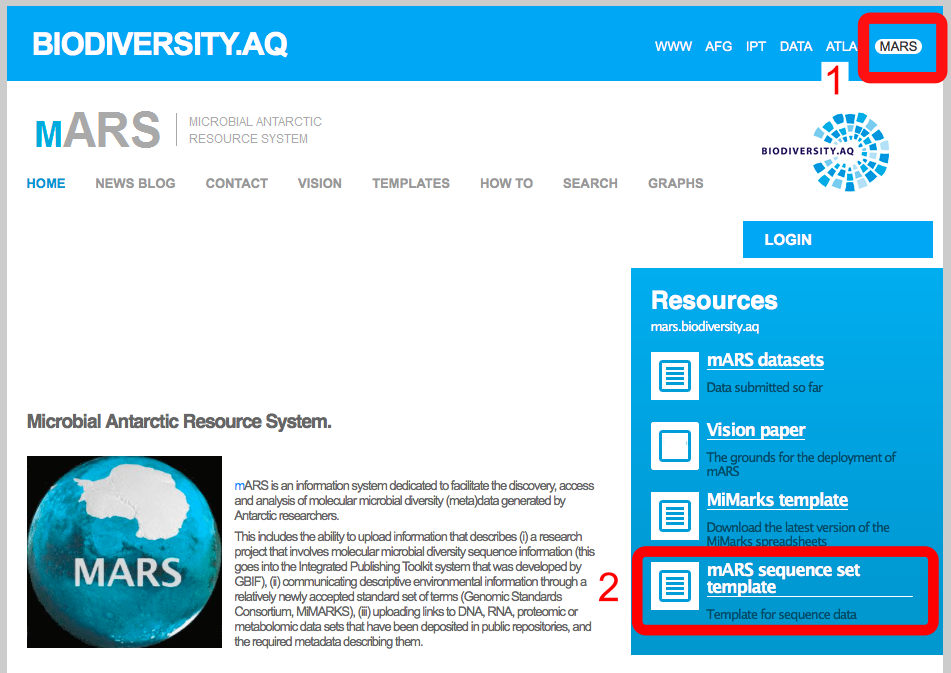 BIODIVERSITY.AQ
WWW AFG IPT DATA ATLA MARS
1
mARS
MICROBIAL ANTARCTIC
RESOURCE SYSTEM
BIODIVERSITY.AQ
HOME NEWS BLOG CONTACT VISION TEMPLATES HOW TO SEARCH GRAPHS
LOGIN
Resources
mars.biodiversity.aq
mARS datasets
Data submitted so far
Vision paper
The grounds for the deployment of
mARS
MiMarks template
Download the latest version of the
MiMarks spreadsheets
2
mARS sequence set
template
Template for sequence data
Microbial Antarctic Resource System.
MARS
mARS is an information system dedicated to facilitate the discovery, access
and analysis of molecular microbial diversity (meta)data generated by
Antarctic researchers.
This includes the ability to upload information that describes (i) a research
project that involves molecular microbial diversity sequence information (this
goes into the Integrated Publishing Toolkit system that was developed by
GBIF), (ii) communicating descriptive environmental information through a
relatively newly accepted standard set of terms (Genomic Standards
Consortium, MiMARKS), (iii) uploading links to DNA, RNA, proteomic or
metabolomic data sets that have been deposited in public repositories, and
the required metadata describing them.